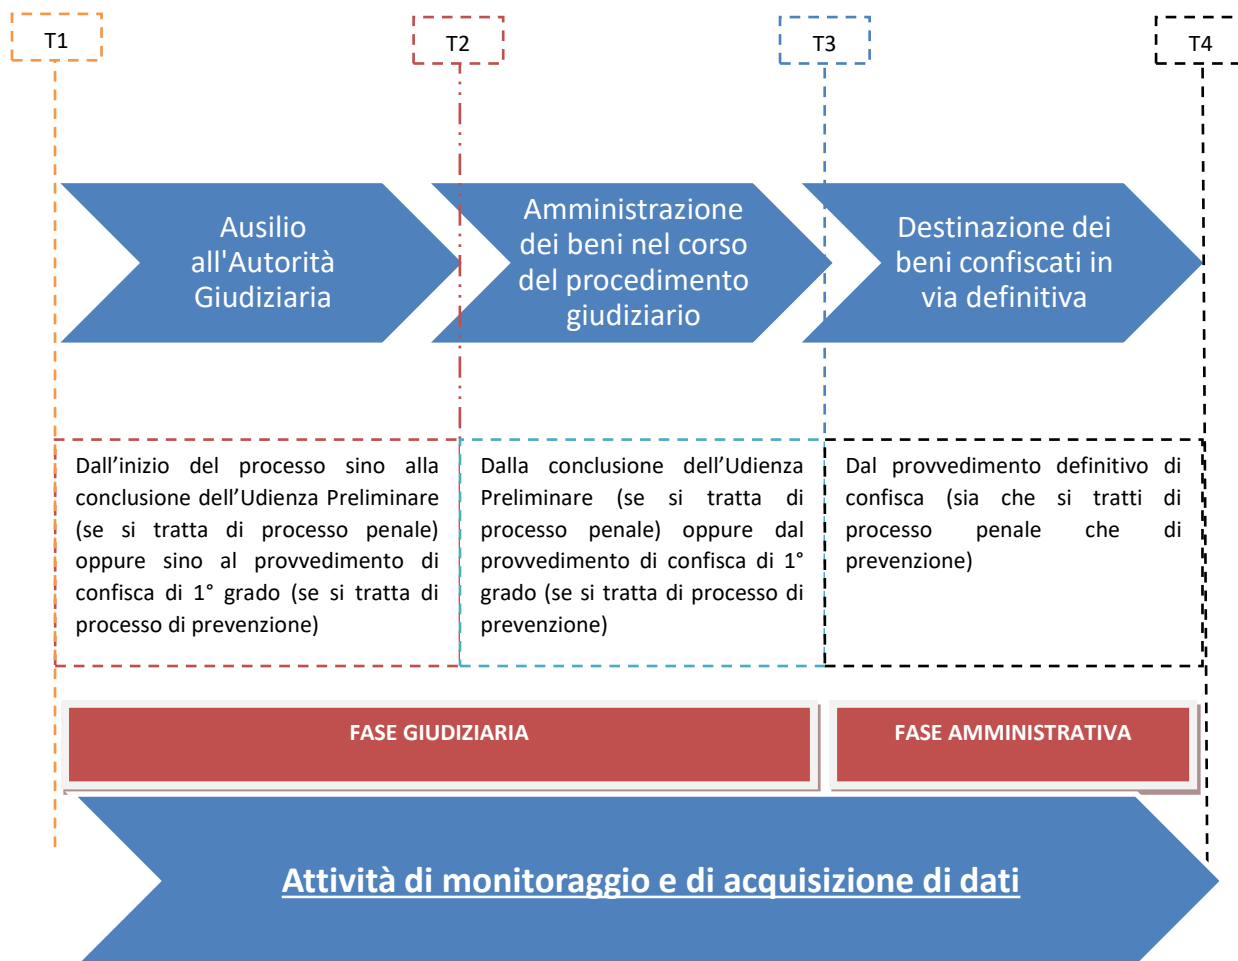 T1
T2
T3
T4
Ausilio
all'Autorità
Giudiziaria
Amministrazione
dei beni nel corso
del procedimento
giudiziario
Destinazione dei
beni confiscati in
via definitiva
Dall’inizio del processo sino alla
conclusione dell’Udienza Preliminare
(se si tratta di processo penale)
oppure sino al provvedimento di
confisca di 1° grado (se si tratta di
processo di prevenzione)
Dalla conclusione dell’Udienza
Preliminare (se si tratta di
processo penale) oppure dal
provvedimento di confisca di 1°
grado (se si tratta di processo di
prevenzione)
Dal provvedimento definitivo di
confisca (sia che si tratti di
processo penale che di
prevenzione)
FASE GIUDIZIARIA
FASE AMMINISTRATIVA
Attività di monitoraggio e di acquisizione di dati